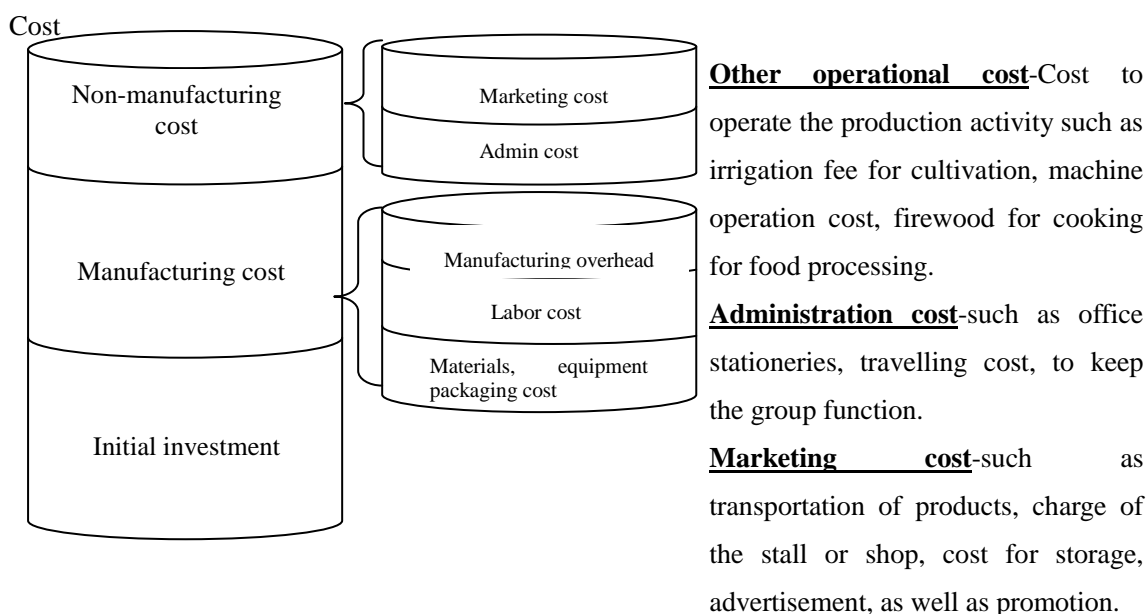 Cost
Non-manufacturing
cost
Manufacturing cost
Initial investment
Marketing cost
Admin cost
Manufacturing overhead
Labor cost
Materials, equipment
packaging cost
Other operational cost-Cost to
operate the production activity such as
irrigation fee for cultivation, machine
operation cost, firewood for cooking
for food processing.
Administration cost-such as office
stationeries, travelling cost, to keep
the group function.
Marketing cost-such as
transportation of products, charge of
the stall or shop, cost for storage,
advertisement, as well as promotion.